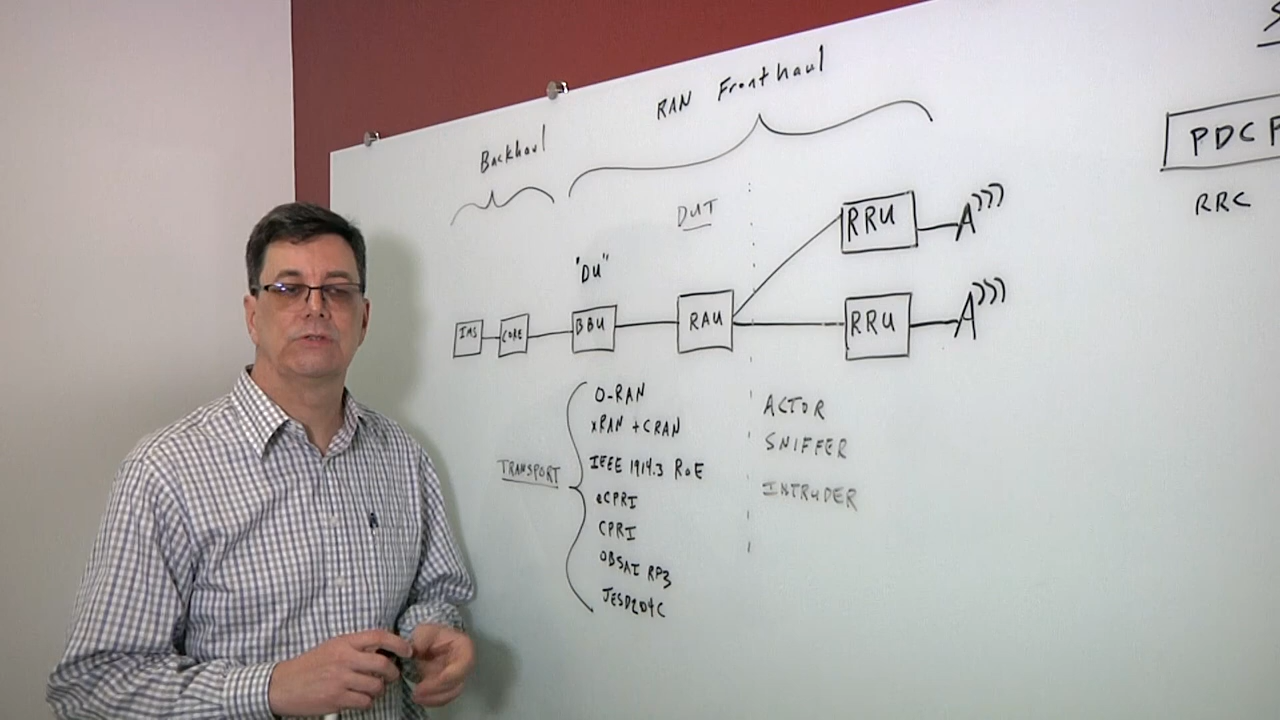 RAN Fronthaul
Backhaul
PDCP
RRC
DUT
"DU"
RRU
A
IMS
CORE
BBU
RAU
RRU
A
TRANSPORT
O-RAN
xRAN + CRAN
IEEE 1914.3 RoE
eCPRI
CPRI
OBSAI RP3
JESD204C
ACTOR
SNIFFER
INTRUDER